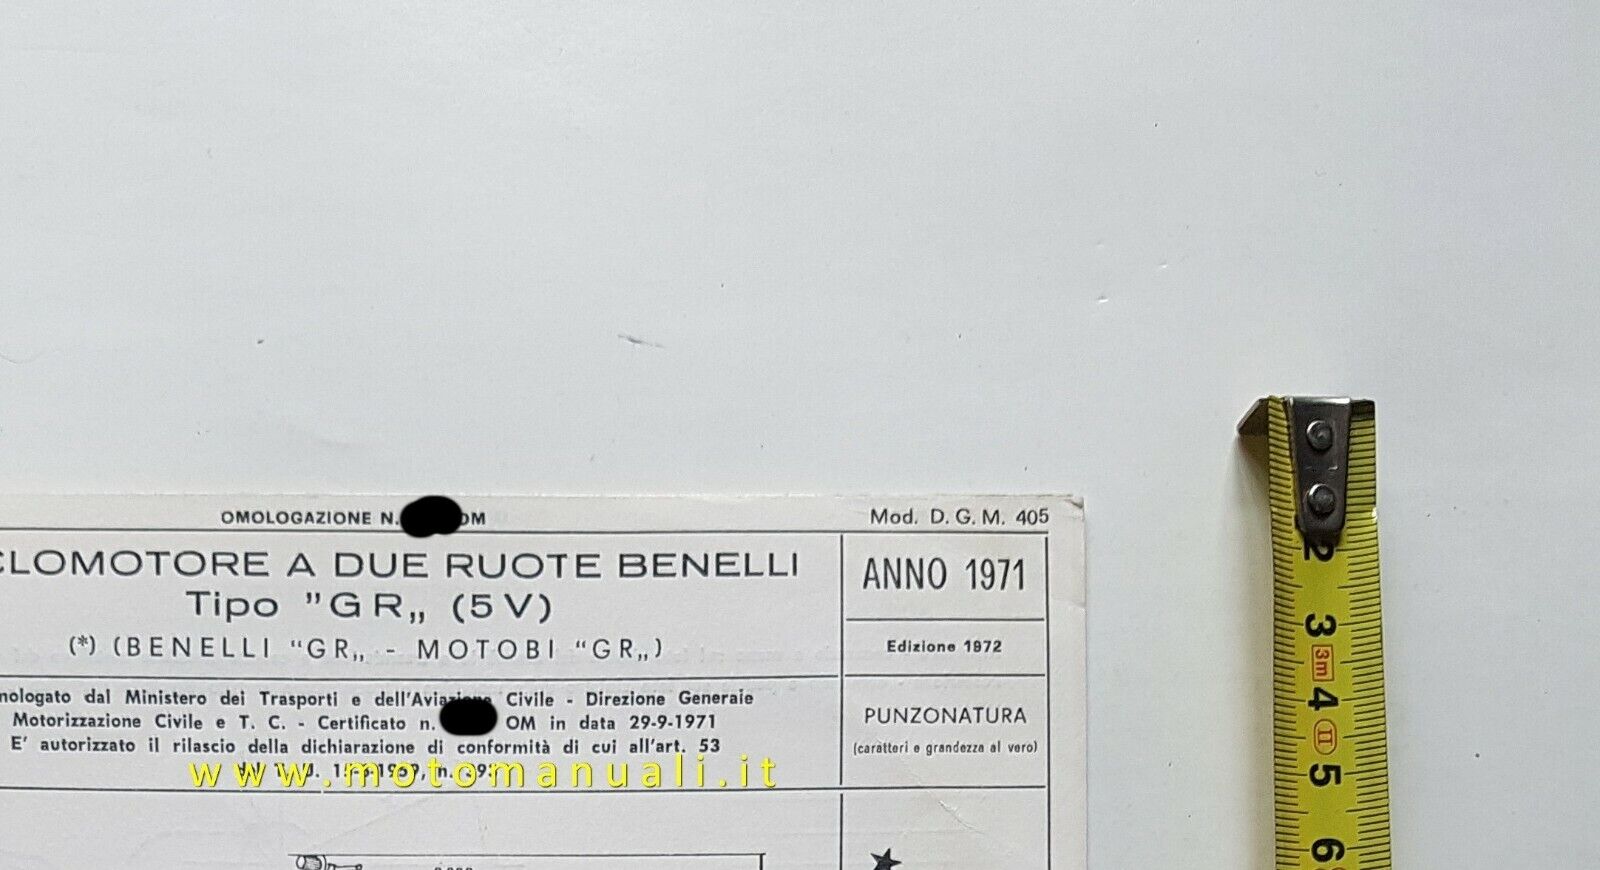 OMOLOGAZIONE N. OM
Mod. D. G. M. 405
CLOMOTORE A DUE RUOTE BENELLI
Tipo "GR„ (5 V)
(*) (BENELLI "GR„ - MOTOBI "GR„)
ANNO 1971
Edizione 1972
PUNZONATURA
(caratteri e grandezza al vero)
nologato dal Ministero dei Trasporti e dell'Aviazione Civile - Direzione Generale
Motorizzazione Civile e T. C. - Certificato n. OM in data 29-9-1971
E' autorizzato il rilascio della dichiarazione di conformità di cui all'art. 53
www.motomanuali.it
2
3
3m
4
II
5
6